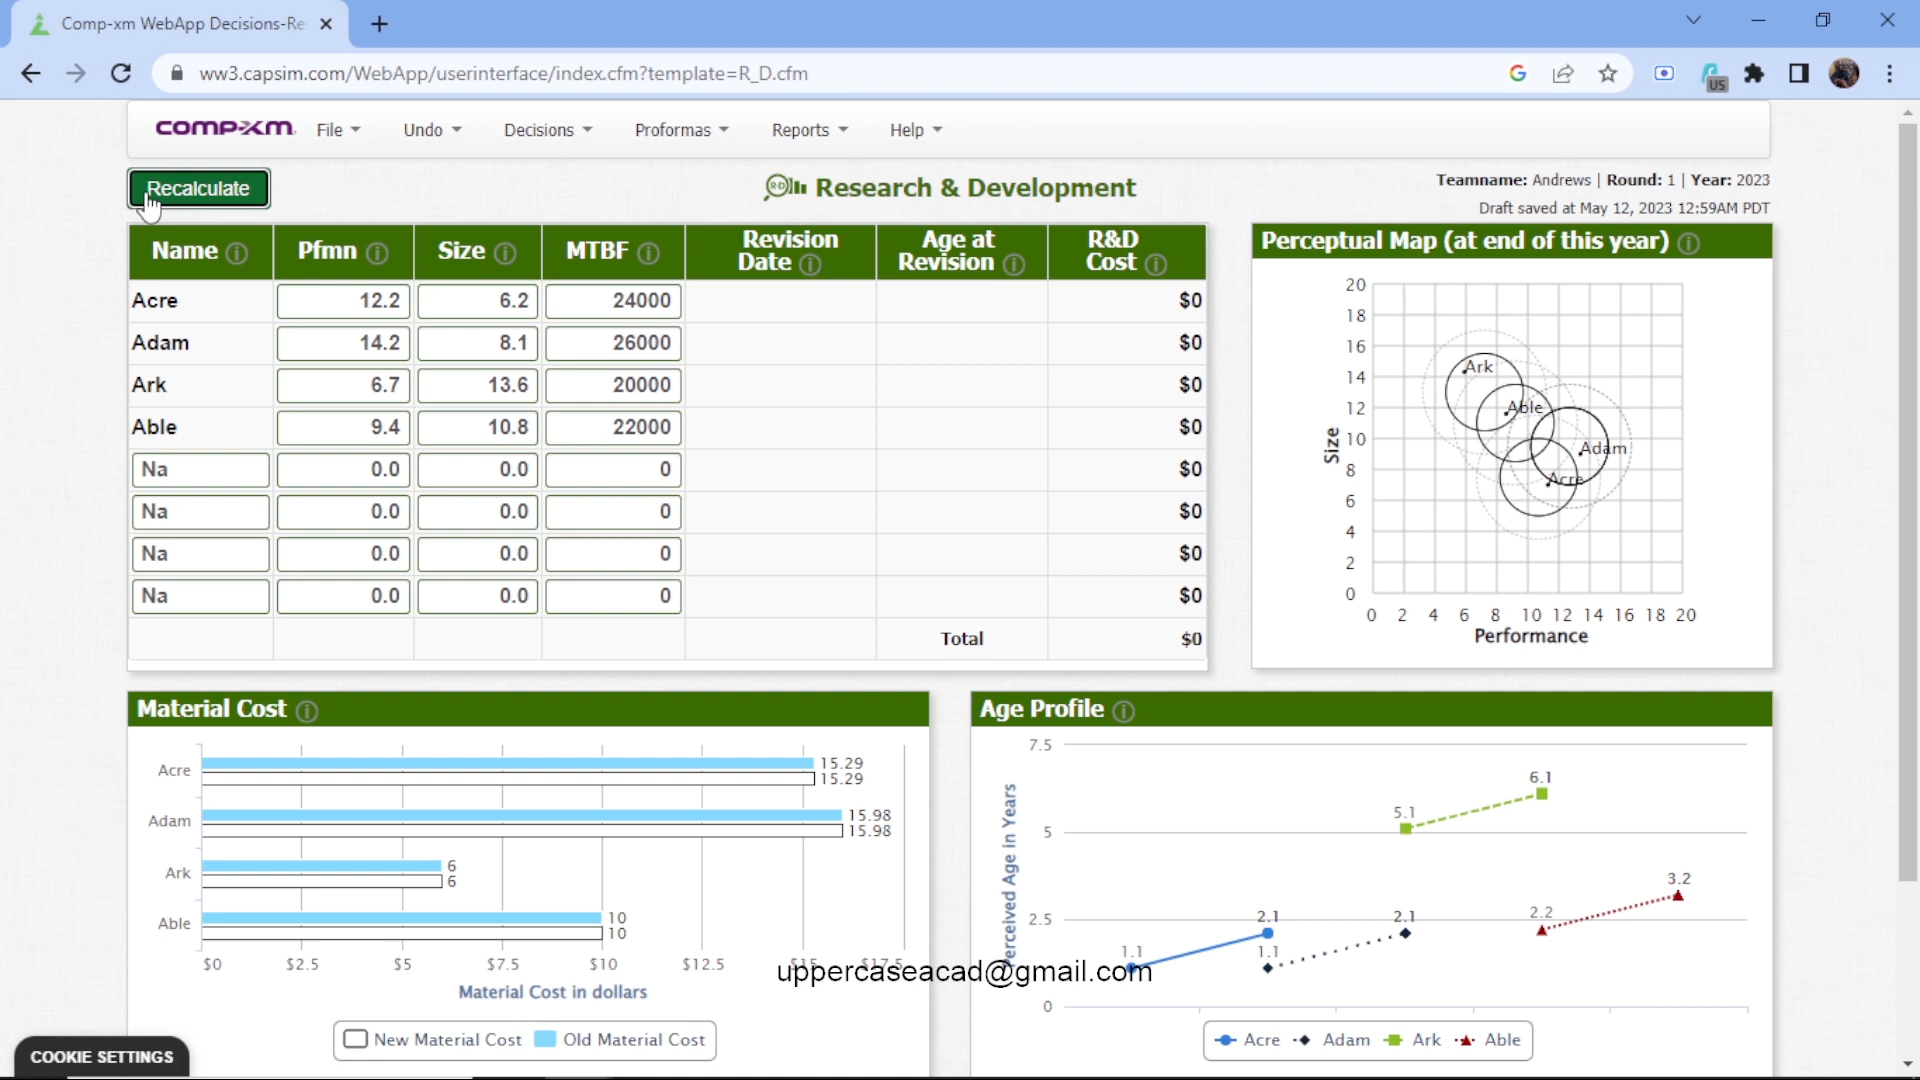 Comp-xm WebApp Decisions-Re
ww3.capsim.com/WebApp/userinterface/index.cfm?template=R_D.cfm
US
COMP-XM File Undo Decisions Proformas Reports Help
Recalculate
Research & Development
Teamname: Andrews | Round: 1 | Year: 2023
Draft saved at May 12, 2023 12:59AM PDT
Name Pfmn Size MTBF Revision Date Age at Revision R&D Cost
Acre 12.2 6.2 24000 $0
Adam 14.2 8.1 26000 $0
Ark 6.7 13.6 20000 $0
Able 9.4 10.8 22000 $0
Na 0.0 0.0 0 $0
Na 0.0 0.0 0 $0
Na 0.0 0.0 0 $0
Na 0.0 0.0 0 $0
Total $0
Perceptual Map (at end of this year)
20
18
16
14
12
10
8
6
4
2
0
Size
Ark
Able
Adam
Acre
0 2 4 6 8 10 12 14 16 18 20
Performance
Material Cost
Acre 15.29
15.29
Adam 15.98
15.98
Ark 6
6
Able 10
10
$0 $2.5 $5 $7.5 $10 $12.5 $15 $17.5
Material Cost in dollars
New Material Cost Old Material Cost
Age Profile
Perceived Age in Years
7.5
5
2.5
0
1.1 2.1
1.1 2.1
5.1 6.1
2.2 3.2
Acre Adam Ark Able
uppercaseacad@gmail.com
COOKIE SETTINGS